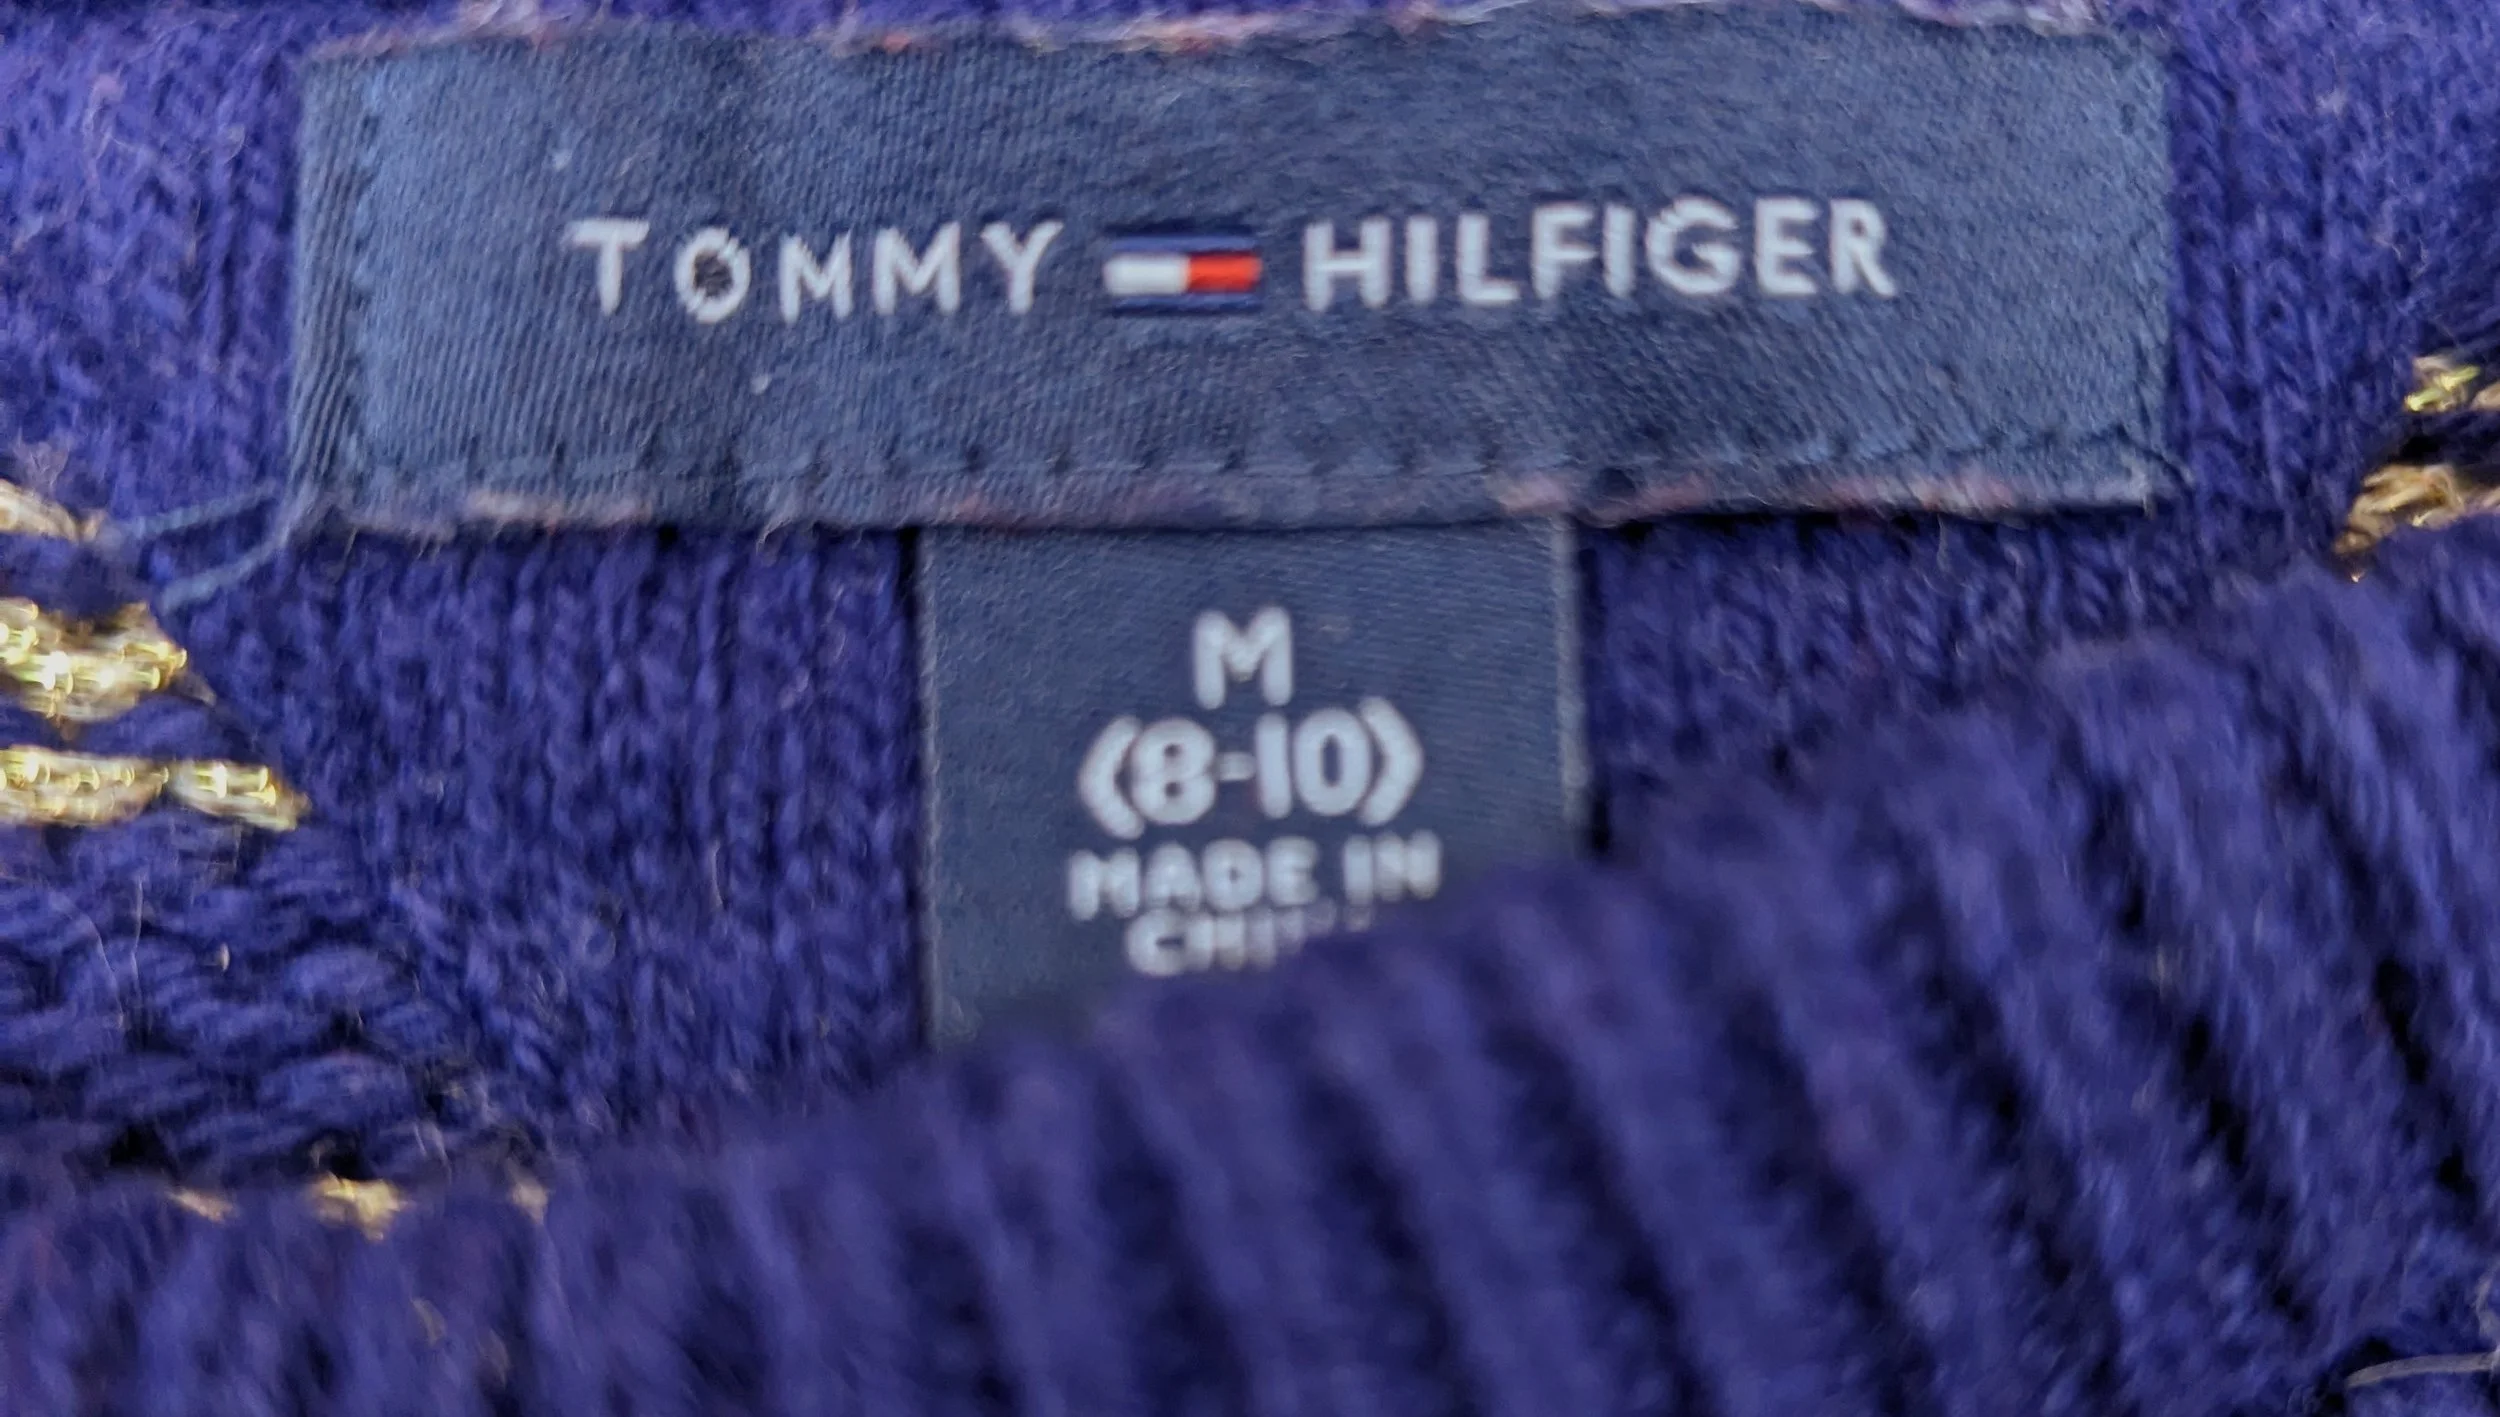 TOMMY HILFIGER
M
(8-10)
MADE IN